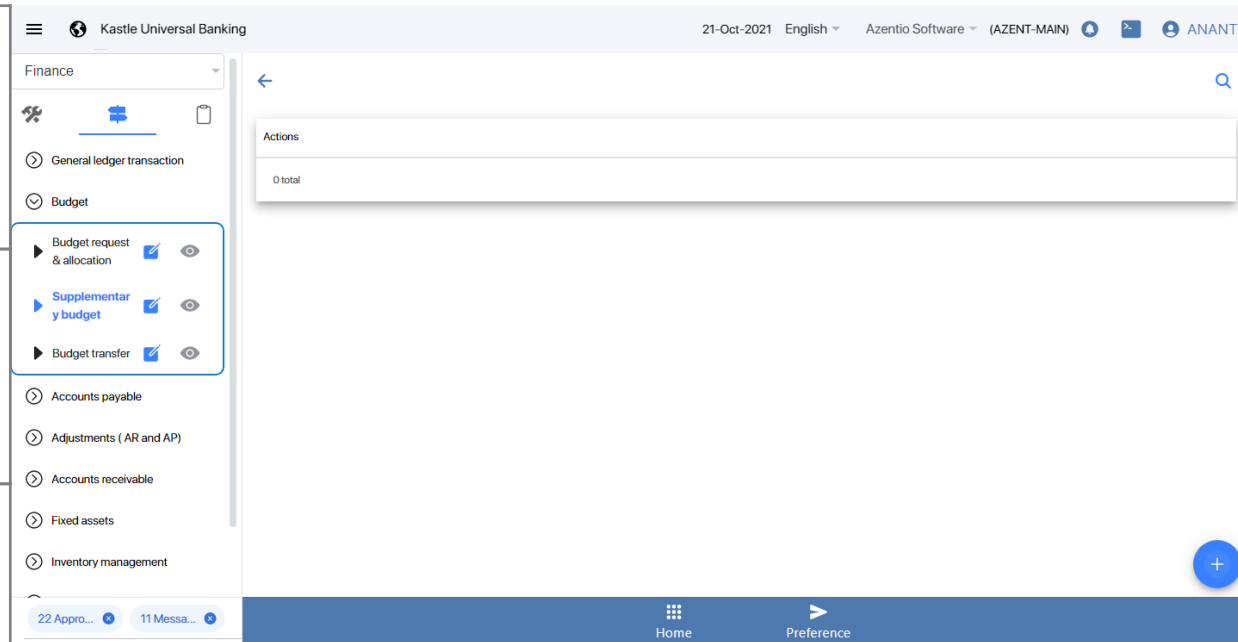 Kastle Universal Banking
21-Oct-2021 English Azentio Software (AZENT-MAIN) ANANT
Finance
Actions
0 total
General ledger transaction
Budget
Budget request
& allocation
Supplementar
y budget
Budget transfer
Accounts payable
Adjustments ( AR and AP)
Accounts receivable
Fixed assets
Inventory management
22 Appro...
11 Messa...
Home
Preference